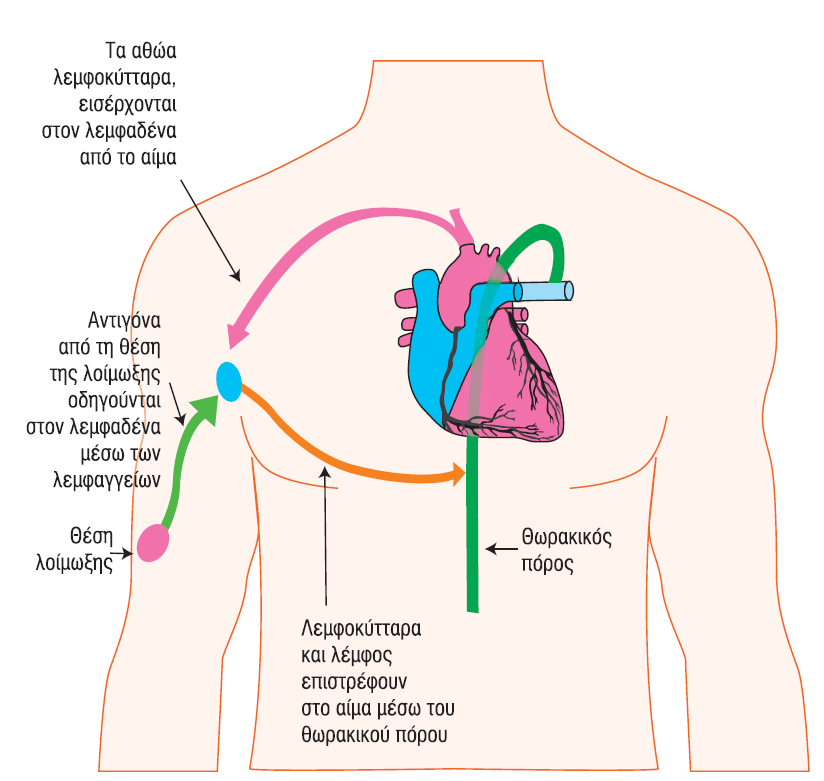 Τα αθώα
λεμφοκύτταρα,
εισέρχονται
στον λεμφαδένα
από το αίμα
Αντιγόνα
από τη θέση
της λοίμωξης
οδηγούνται
στον λεμφαδένα
μέσω των
λεμφαγγείων
Θέση
λοίμωξης
Θωρακικός
πόρος
Λεμφοκύτταρα
και λέμφος
επιστρέφουν
στο αίμα μέσω του
θωρακικού πόρου